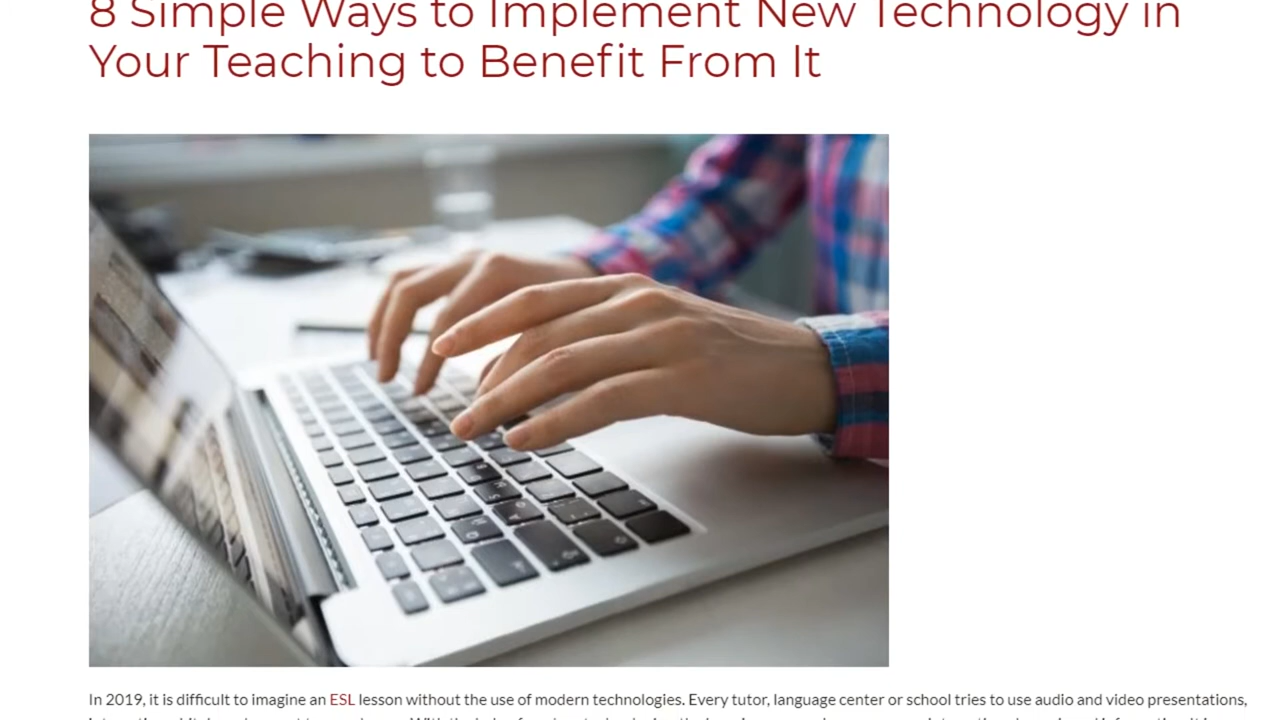 8 Simple Ways to Implement New Technology in
Your Teaching to Benefit From It
In 2019, it is difficult to imagine an ESL lesson without the use of modern technologies. Every tutor, language center or school tries to use audio and video presentations,